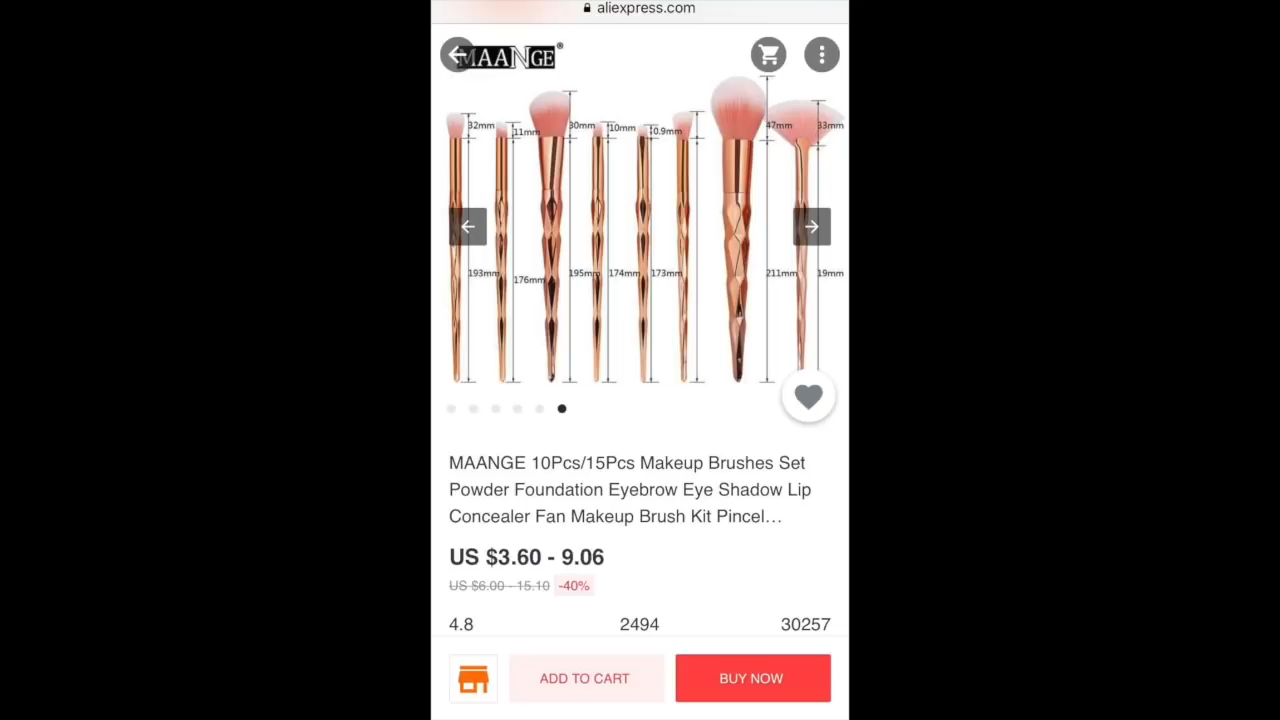 aliexpress.com
MAANGE®
32mm 11mm 30mm 10mm 0.9mm 47mm 33mm
193mm 176mm 195mm 174mm 173mm 211mm 19mm
MAANGE 10Pcs/15Pcs Makeup Brushes Set
Powder Foundation Eyebrow Eye Shadow Lip
Concealer Fan Makeup Brush Kit Pincel…
US $3.60 - 9.06
US $6.00 - 15.10 -40%
4.8 2494 30257
ADD TO CART BUY NOW